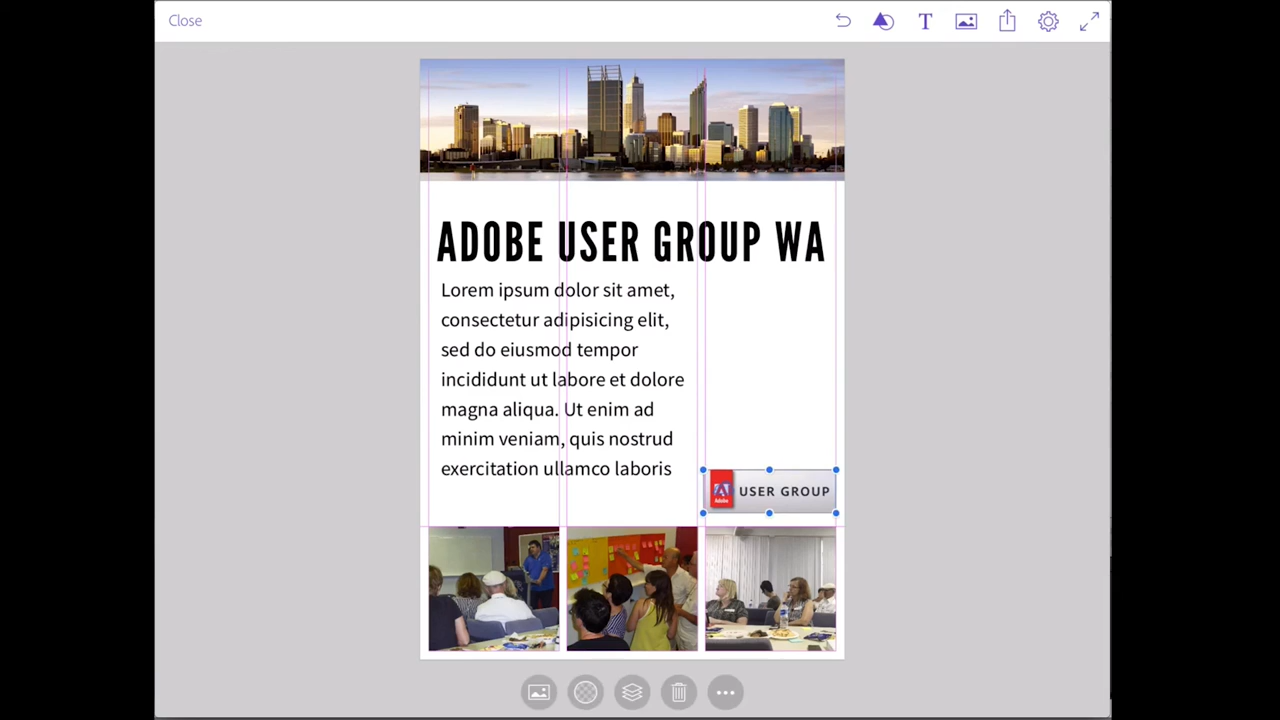 Close
T
ADOBE USER GROUP WA
Lorem ipsum dolor sit amet,
consectetur adipisicing elit,
sed do eiusmod tempor
incididunt ut labore et dolore
magna aliqua. Ut enim ad
minim veniam, quis nostrud
exercitation ullamco laboris
Adobe USER GROUP